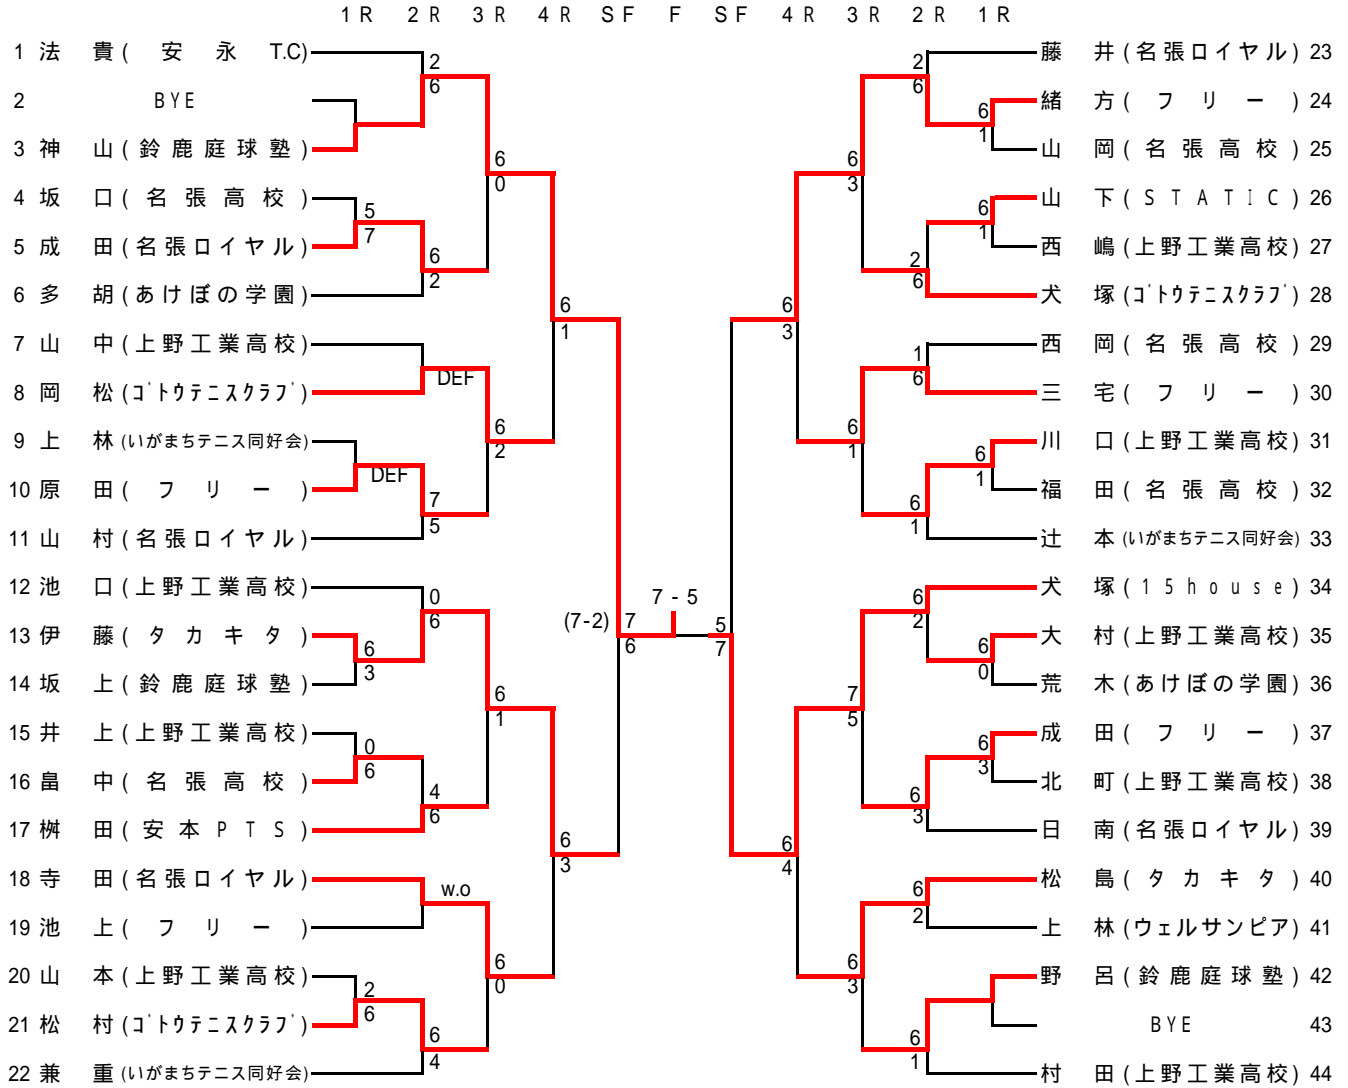 1R 2R 3R 4R SF F SF 4R 3R 2R 1R
1 法 貴 ( 安 永 T.C)
2 BYE
3 神 山 ( 鈴鹿庭球塾 )
4 坂 口 ( 名 張 高 校 )
5 成 田 ( 名張ロイヤル )
6 多 胡 ( あけぼの学園 )
7 山 中 ( 上野工業高校 )
8 岡 松 ( ゴトウテニスクラブ )
9 上 林 ( いがまちテニス同好会 )
10 原 田 ( フ リ ー )
11 山 村 ( 名張ロイヤル )
12 池 口 ( 上野工業高校 )
13 伊 藤 ( タ カ キ タ )
14 坂 上 ( 鈴鹿庭球塾 )
15 井 上 ( 上野工業高校 )
16 畠 中 ( 名 張 高 校 )
17 桝 田 ( 安本PTS )
18 寺 田 ( 名張ロイヤル )
19 池 上 ( フ リ ー )
20 山 本 ( 上野工業高校 )
21 松 村 ( ゴトウテニスクラブ )
22 兼 重 ( いがまちテニス同好会 )
2
6
6
0
5
7
6
2
6
1
DEF
6
2
DEF
7
5
0
6
6
3
6
1
0
6
4
6
6
3
w.o
6
0
2
6
6
4
(7-2) 7
6
7 - 5
5
7
藤 井 ( 名張ロイヤル ) 23
緒 方 ( フ リ ー ) 24
山 岡 ( 名 張 高 校 ) 25
山 下 ( STATIC ) 26
西 嶋 ( 上野工業高校 ) 27
犬 塚 ( ゴトウテニスクラブ ) 28
西 岡 ( 名 張 高 校 ) 29
三 宅 ( フ リ ー ) 30
川 口 ( 上野工業高校 ) 31
福 田 ( 名 張 高 校 ) 32
辻 本 ( いがまちテニス同好会 ) 33
犬 塚 ( 15house ) 34
大 村 ( 上野工業高校 ) 35
荒 木 ( あけぼの学園 ) 36
成 田 ( フ リ ー ) 37
北 町 ( 上野工業高校 ) 38
日 南 ( 名張ロイヤル ) 39
松 島 ( タ カ キ タ ) 40
上 林 ( ウェルサンピア ) 41
野 呂 ( 鈴鹿庭球塾 ) 42
BYE 43
村 田 ( 上野工業高校 ) 44
2
6
6
1
6
3
6
1
2
6
6
3
1
6
6
1
6
1
6
1
6
2
6
0
7
5
6
3
6
3
6
4
6
2
6
3
6
1